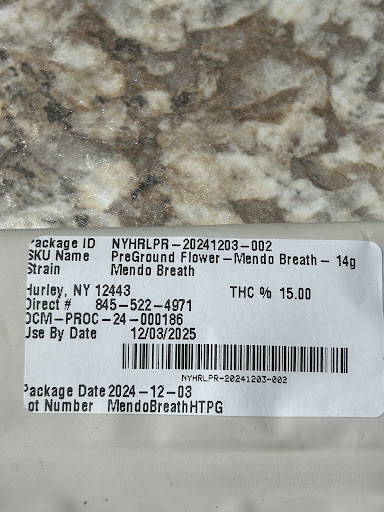 Package ID NYHRLPR-20241203-002
SKU Name PreGround Flower-Mendo Breath - 14g
Strain Mendo Breath
Hurley, NY 12443 THC % 15.00
Direct # 845-522-4971
OCM-PROC-24-000186
Use By Date 12/03/2025
NYHRLPR-20241203-002
Package Date 2024-12-03
ot Number MendoBreathHTPG